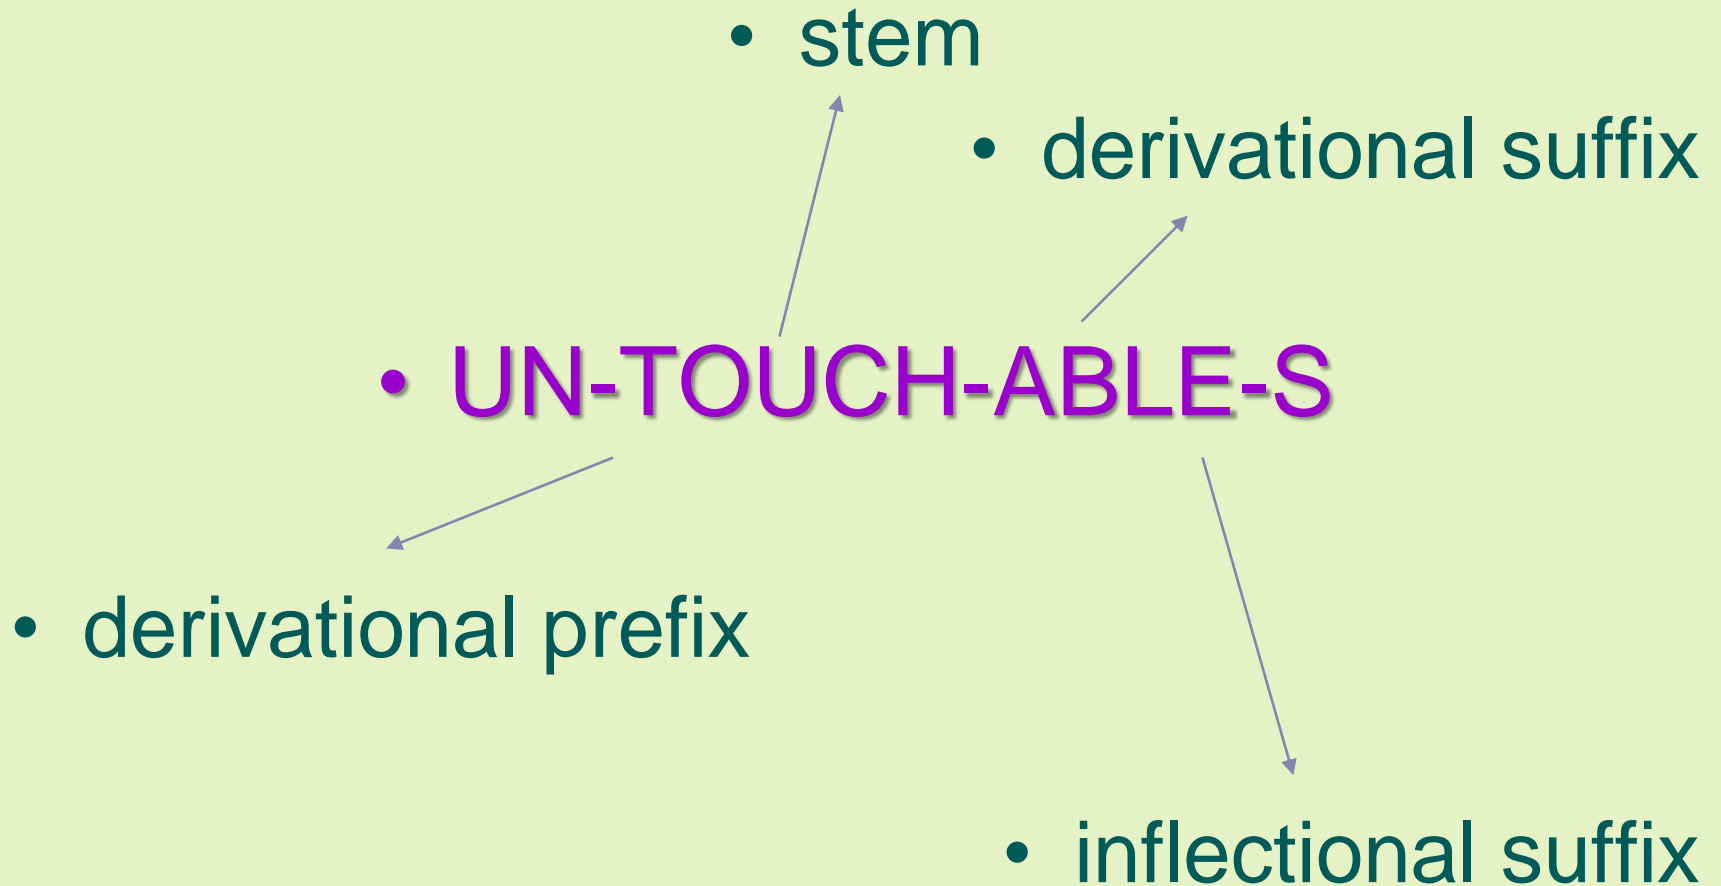 • stem
• derivational suffix
• UN-TOUCH-ABLE-S
• derivational prefix
• inflectional suffix